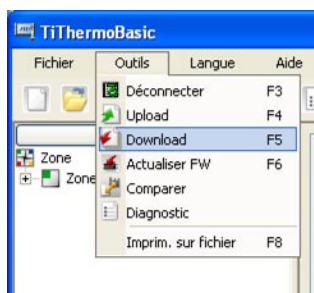 TiThermoBasic
Fichier Outils Langue Aide
Déconnecter F3
Upload F4
Download F5
Actualiser FW F6
Comparer
Diagnostic
Imprim. sur fichier F8
Zone
Zone